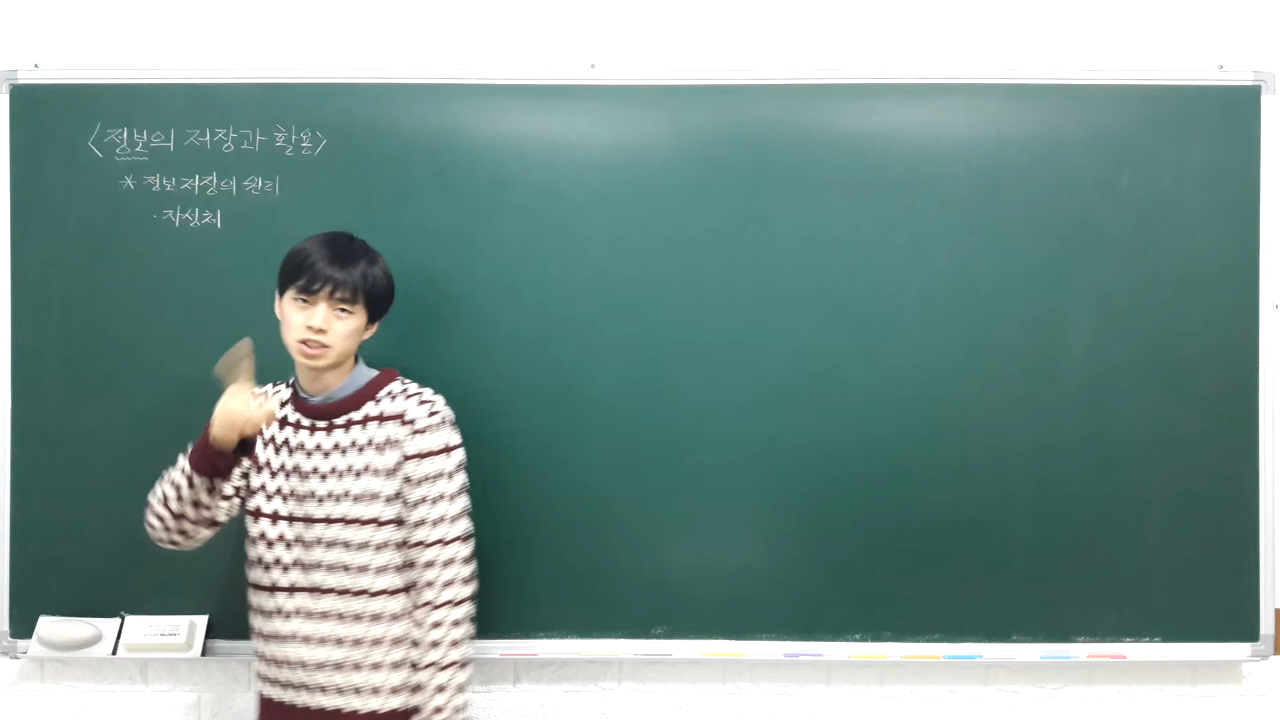 <정보의 저장과 활용>
* 정보 저장의 원리
· 자성체